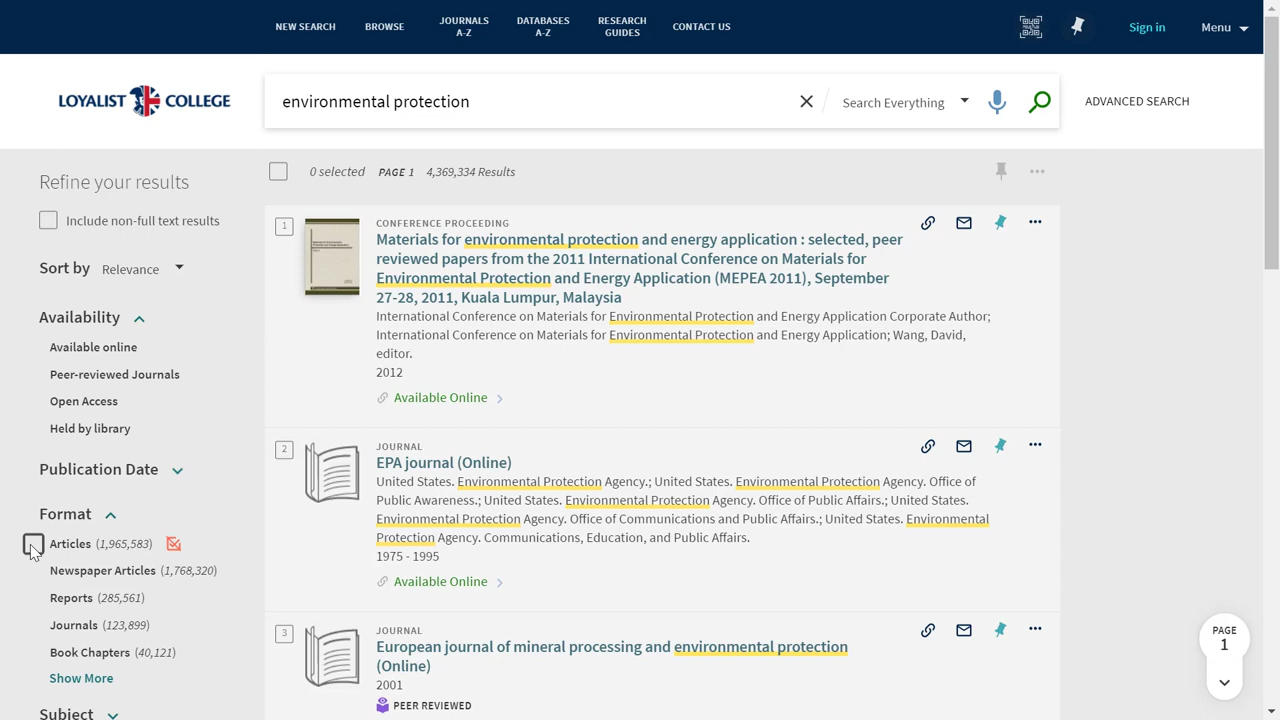 NEW SEARCH
BROWSE
JOURNALS
A-Z
DATABASES
A-Z
RESEARCH
GUIDES
CONTACT US
Sign in
Menu
LOYALIST COLLEGE
environmental protection
Search Everything
ADVANCED SEARCH
Refine your results
Include non-full text results
Sort by Relevance
Availability
Available online
Peer-reviewed Journals
Open Access
Held by library
Publication Date
Format
Articles (1,965,583)
Newspaper Articles (1,768,320)
Reports (285,561)
Journals (123,899)
Book Chapters (40,121)
Show More
Subject
0 selected PAGE 1 4,369,334 Results
1
CONFERENCE PROCEEDING
Materials for environmental protection and energy application : selected, peer
reviewed papers from the 2011 International Conference on Materials for
Environmental Protection and Energy Application (MEPEA 2011), September
27-28, 2011, Kuala Lumpur, Malaysia
International Conference on Materials for Environmental Protection and Energy Application Corporate Author;
International Conference on Materials for Environmental Protection and Energy Application; Wang, David,
editor.
2012
Available Online
2
JOURNAL
EPA journal (Online)
United States. Environmental Protection Agency.; United States. Environmental Protection Agency. Office of
Public Awareness.; United States. Environmental Protection Agency. Office of Public Affairs.; United States.
Environmental Protection Agency. Office of Communications and Public Affairs.; United States. Environmental
Protection Agency. Communications, Education, and Public Affairs.
1975 - 1995
Available Online
3
JOURNAL
European journal of mineral processing and environmental protection
(Online)
2001
PEER REVIEWED
PAGE
1